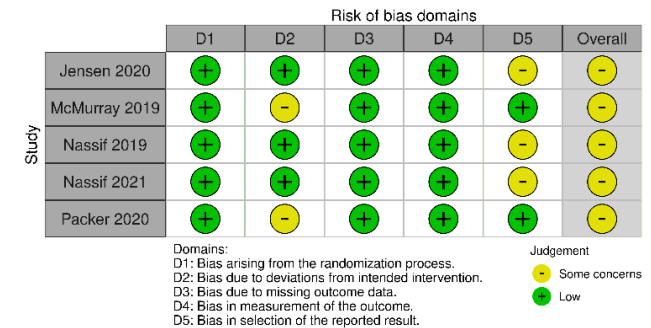 Risk of bias domains
D1 D2 D3 D4 D5 Overall
Study
Jensen 2020 + + + + - -
McMurray 2019 + - + + + -
Nassif 2019 + + + + - -
Nassif 2021 + + + + - -
Packer 2020 + - + + + -
Domains:
D1: Bias arising from the randomization process.
D2: Bias due to deviations from intended intervention.
D3: Bias due to missing outcome data.
D4: Bias in measurement of the outcome.
D5: Bias in selection of the reported result.
Judgement
- Some concerns
+ Low